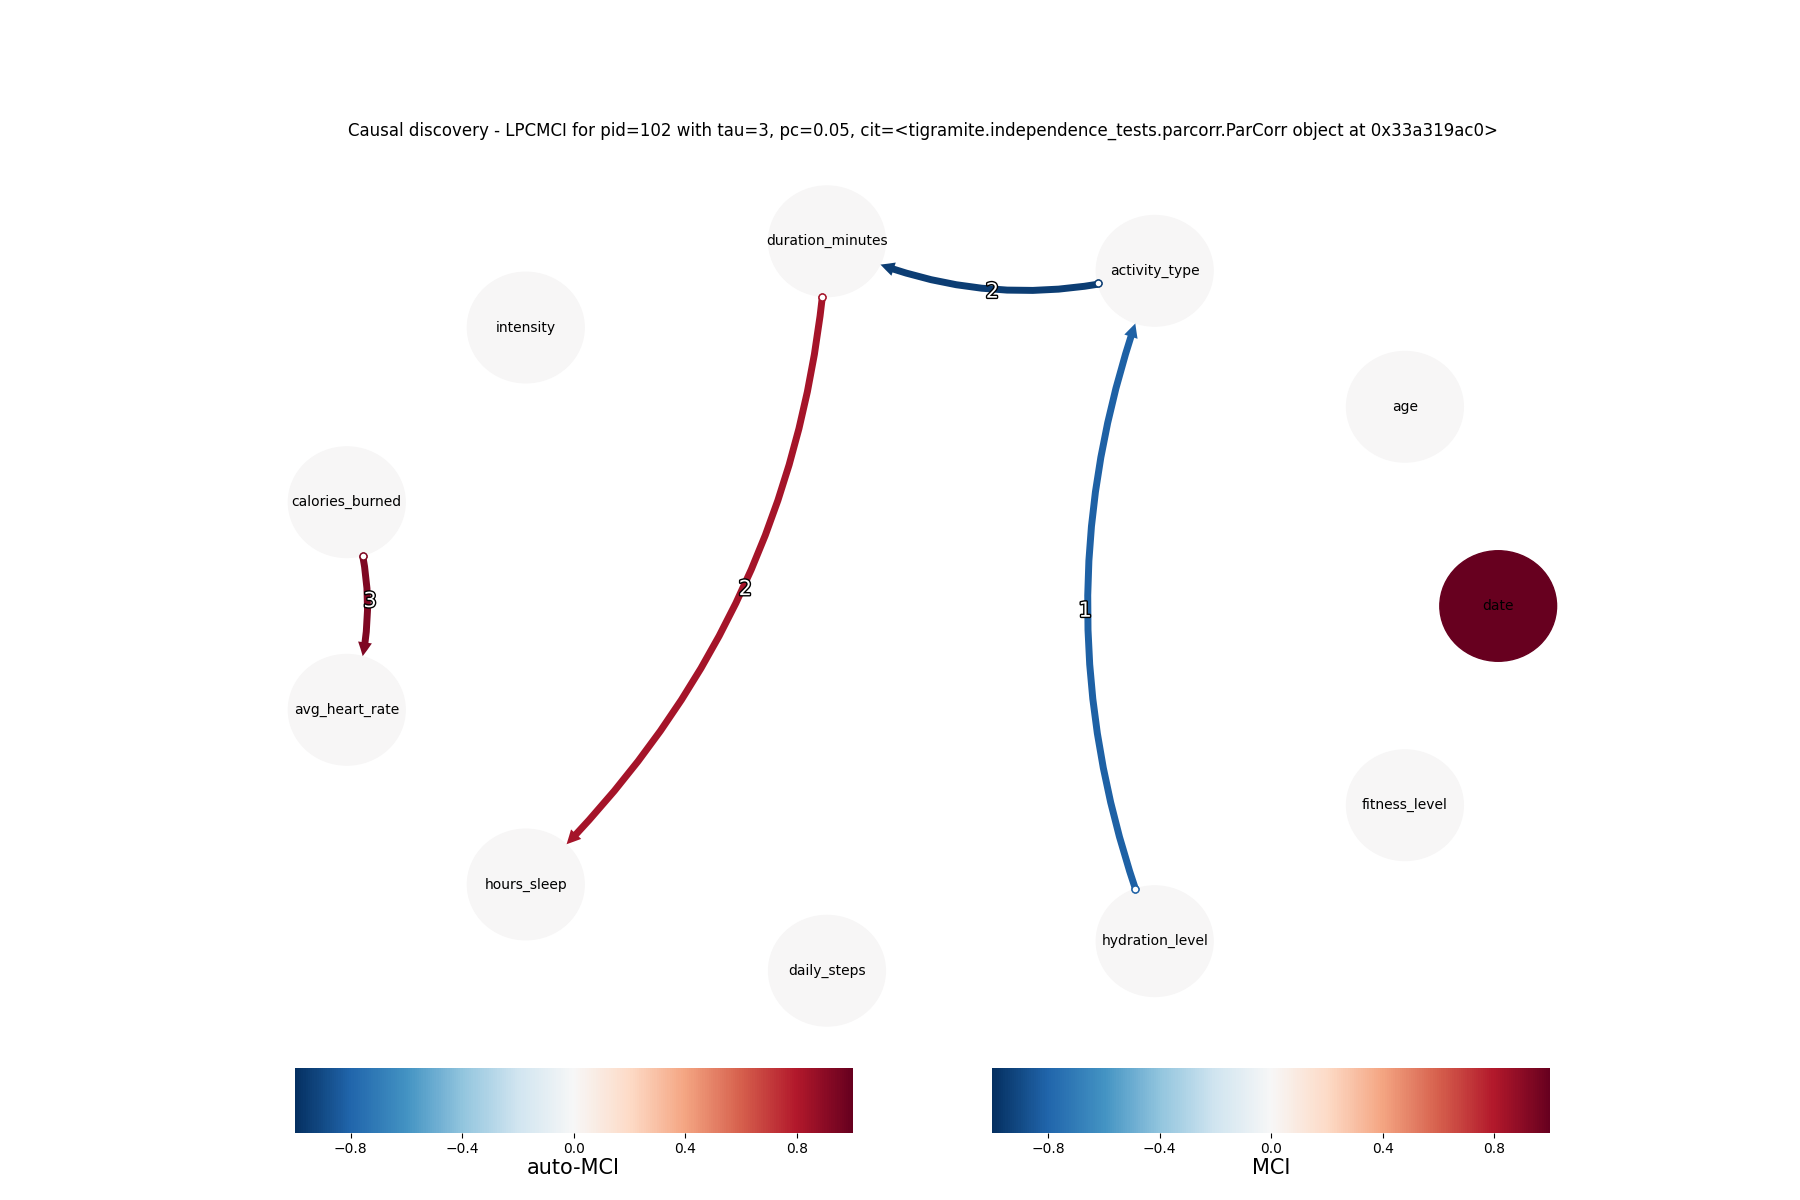 Causal discovery - LPCMCI for pid=102 with tau=3, pc=0.05, cit=<tigramite.independence_tests.parcorr.ParCorr object at 0x33a319ac0>
duration_minutes
activity_type
2
intensity
age
calories_burned
2
3
1
date
avg_heart_rate
fitness_level
hours_sleep
hydration_level
daily_steps
−0.8 −0.4 0.0 0.4 0.8
auto-MCI
−0.8 −0.4 0.0 0.4 0.8
MCI